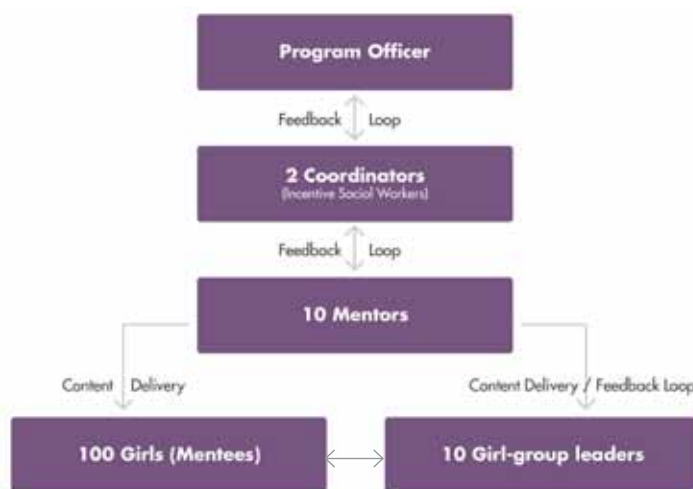 Program Officer
Feedback Loop
2 Coordinators
(Incentive Social Workers)
Feedback Loop
10 Mentors
Content Delivery
Content Delivery / Feedback Loop
100 Girls (Mentees)
10 Girl-group leaders